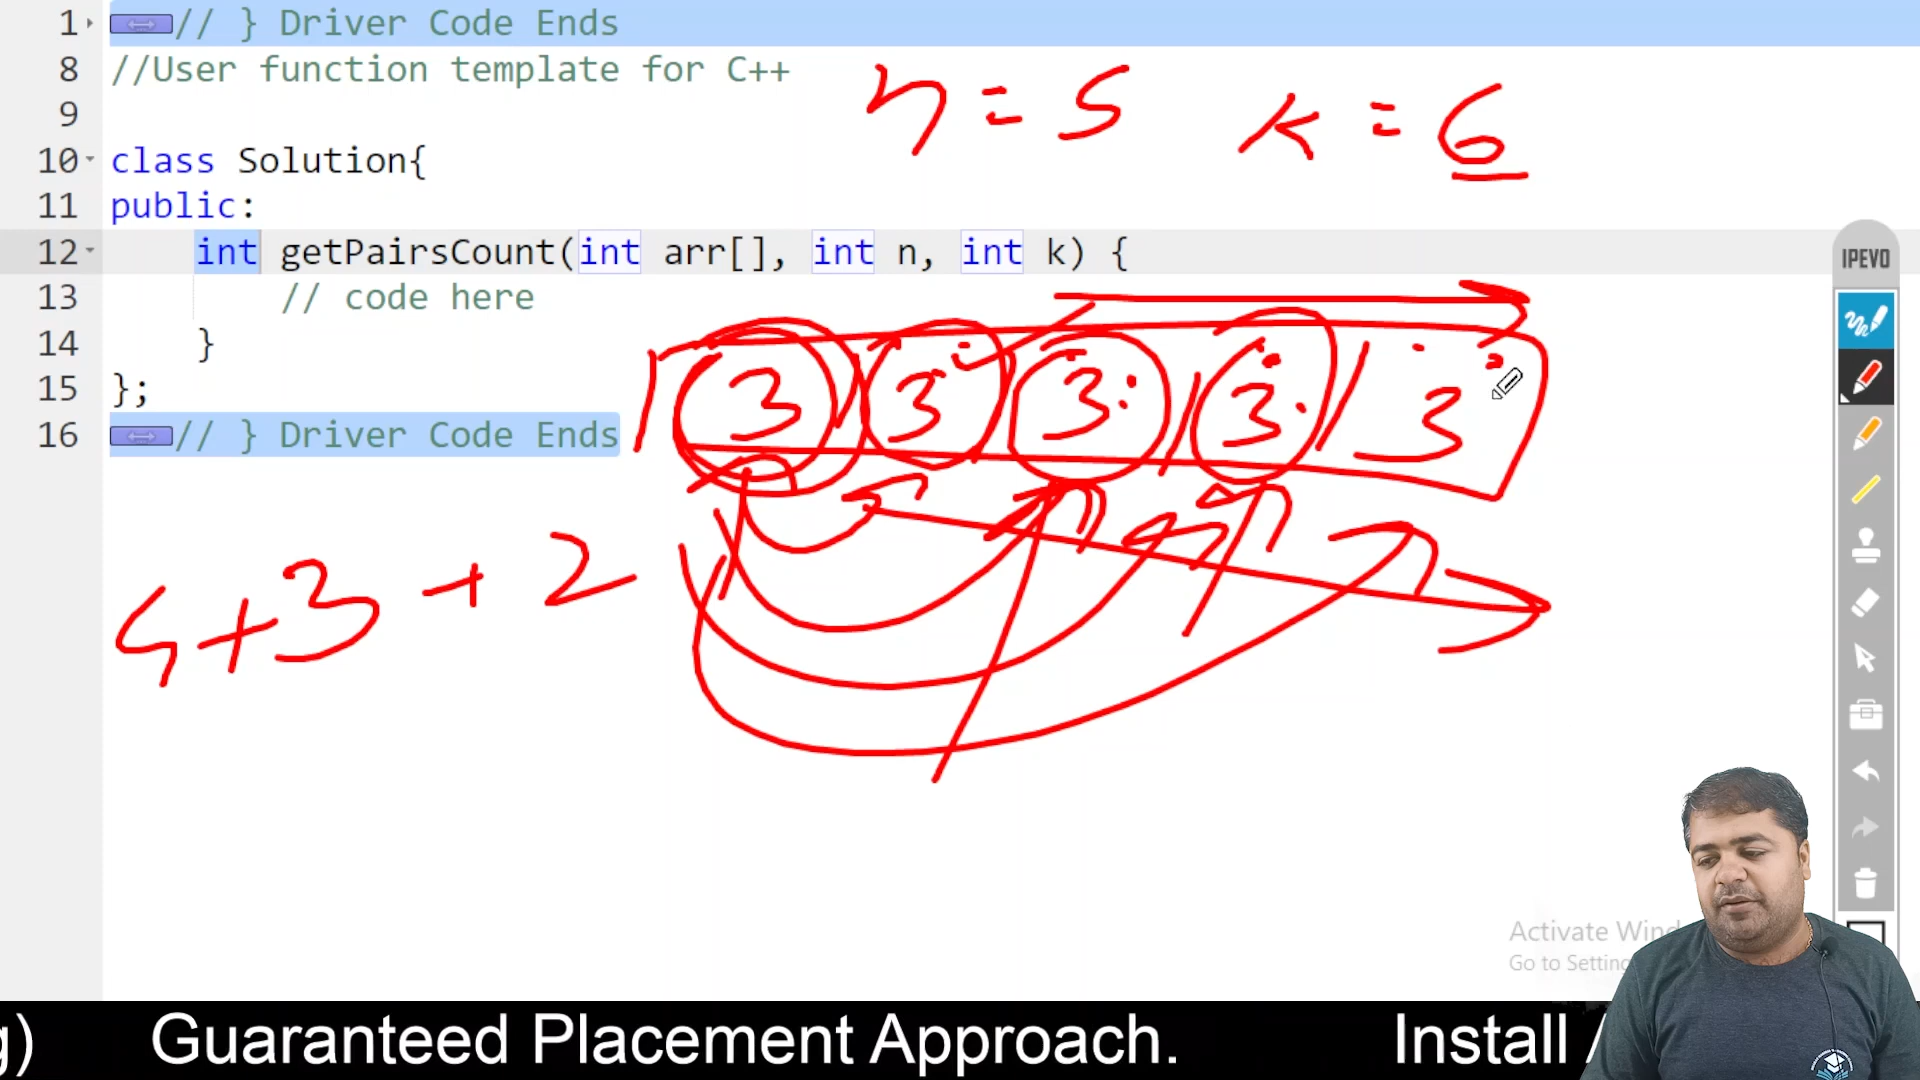 1 // } Driver Code Ends
8 //User function template for C++
n = 5 k = 6
9
10 class Solution{
11 public:
12 int getPairsCount(int arr[], int n, int k) {
13 // code here
14 }
15 };
16 // } Driver Code Ends
3 3 3 3 3
4+3+2
IPEVO
Activate Wind
Go to Setting
g) Guaranteed Placement Approach. Install A